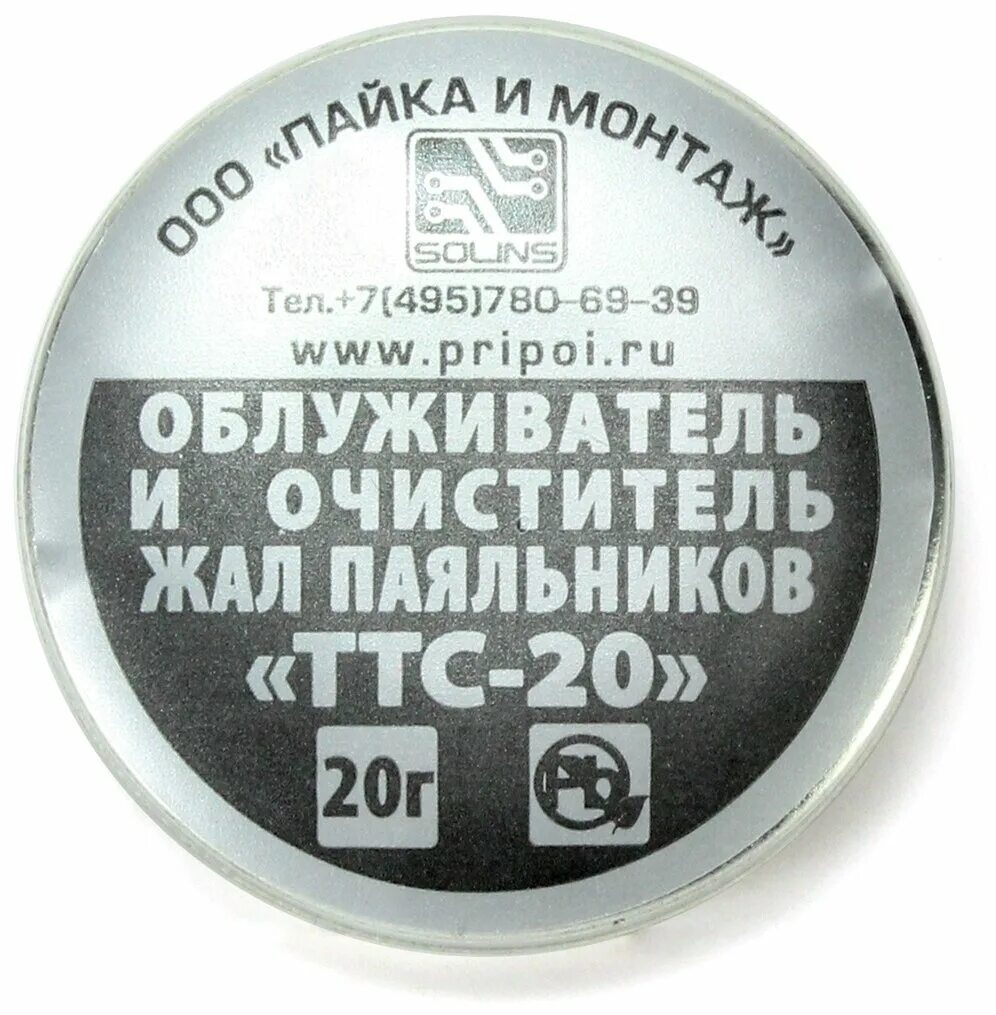 ООО «ПАЙКА И МОНТАЖ»
SOLINS
Тел.+7(495)780-69-39
www.pripoi.ru
ОБЛУЖИВАТЕЛЬ
И ОЧИСТИТЕЛЬ
ЖАЛ ПАЯЛЬНИКОВ
«ТТС-20»
20г
Pb